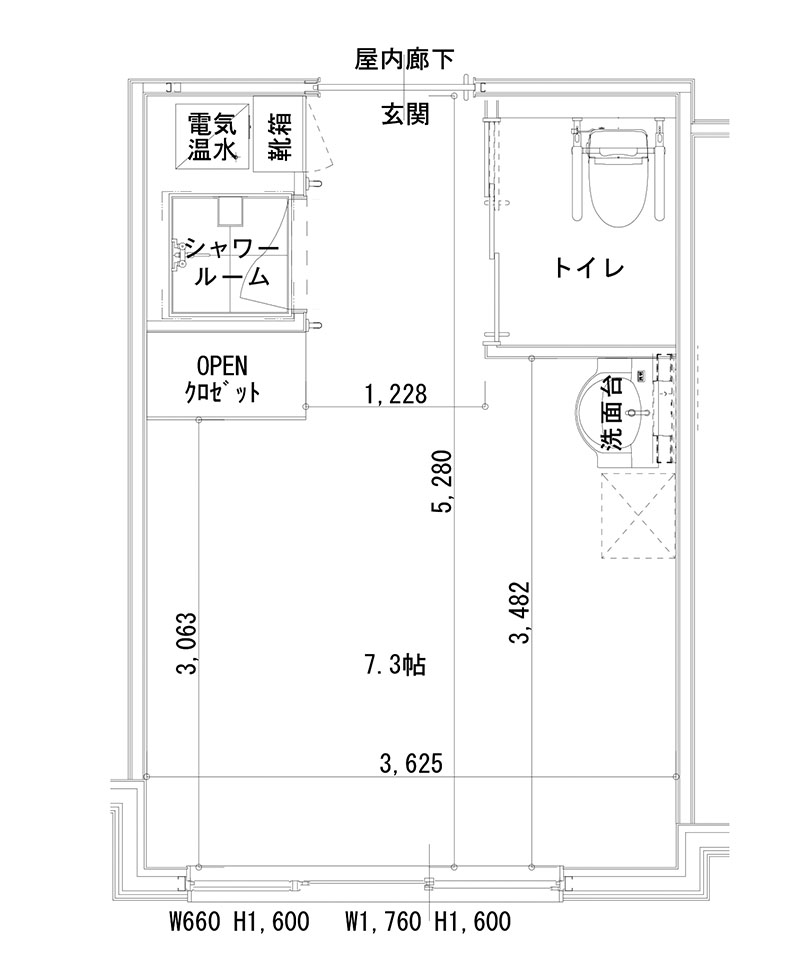 屋内廊下
玄関
電気
温水
靴箱
シャワー
ルーム
トイレ
OPEN
ｸﾛｾﾞｯﾄ
1,228
洗面台
5,280
3,482
3,063
7.3帖
3,625
W660 H1,600
W1,760 H1,600